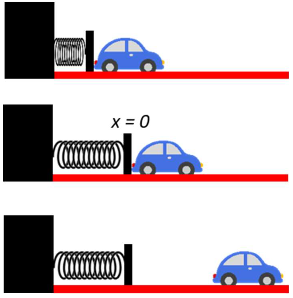 x = 0